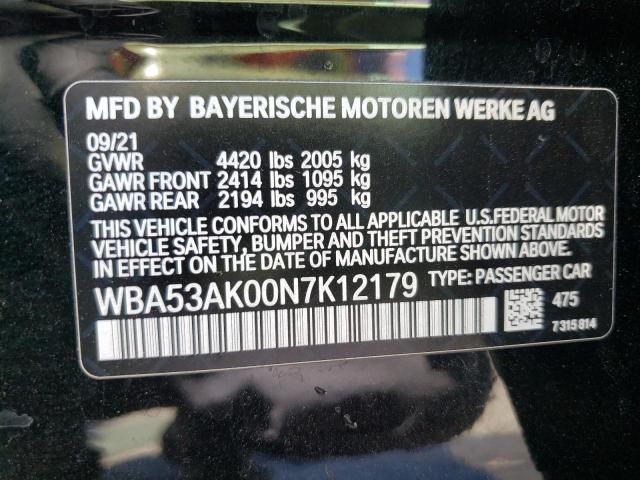 MFD BY BAYERISCHE MOTOREN WERKE AG
09/21
GVWR 4420 lbs 2005 kg
GAWR FRONT 2414 lbs 1095 kg
GAWR REAR 2194 lbs 995 kg
THIS VEHICLE CONFORMS TO ALL APPLICABLE U.S.FEDERAL MOTOR
VEHICLE SAFETY, BUMPER AND THEFT PREVENTION STANDARDS
IN EFFECT ON THE DATE OF MANUFACTURE SHOWN ABOVE.
WBA53AK00N7K12179 TYPE: PASSENGER CAR
475
7315814